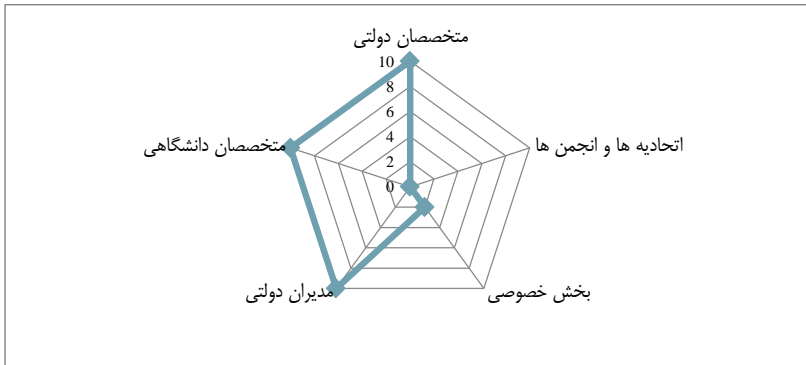 متخصصان دولتی
10
8
6
4
2
0
اتحادیه ها و انجمن ها
متخصصان دانشگاهی
بخش خصوصی
مدیران دولتی